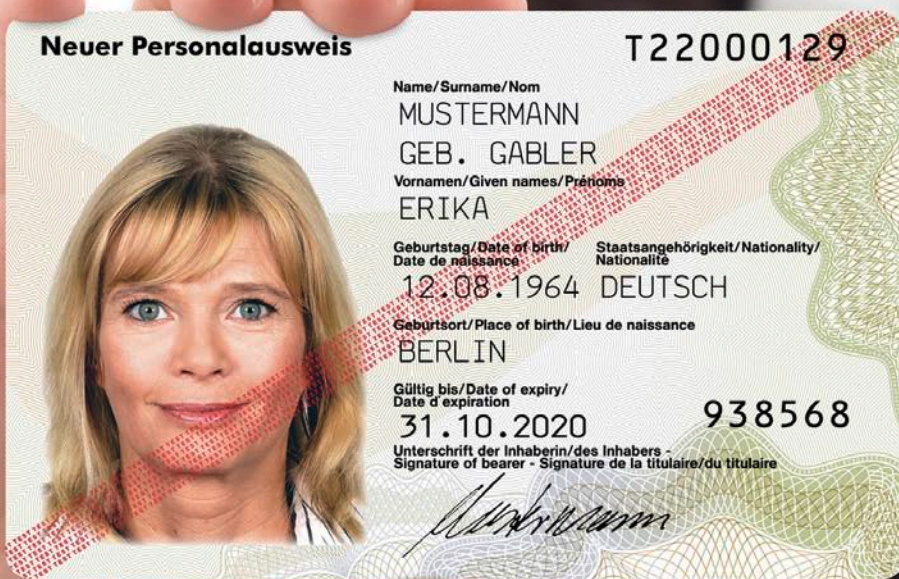 Neuer Personalausweis
T22000129
Name/Surname/Nom
MUSTERMANN
GEB. GABLER
Vornamen/Given names/Prénoms
ERIKA
Geburtstag/Date of birth/
Date de naissance
12.08.1964
Staatsangehörigkeit/Nationality/
Nationalité
DEUTSCH
Geburtsort/Place of birth/Lieu de naissance
BERLIN
Gültig bis/Date of expiry/
Date d'expiration
31.10.2020
938568
Unterschrift der Inhaberin/des Inhabers -
Signature of bearer - Signature de la titulaire/du titulaire
Mustermann